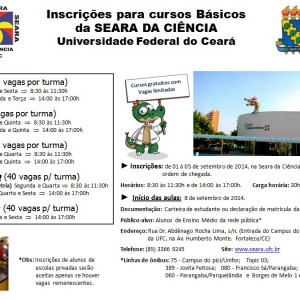 Inscrições para cursos Básicos
da SEARA DA CIÊNCIA
Universidade Federal do Ceará
SEARA
CIÊNCIA
SEARA
vagas por turma)
e Sexta ⇒ 8:30 às 11:30h
da e Terça ⇒ 14:00 às 17:00h
vagas por turma)
e Quinta ⇒ 8:30 às 11:30h
e Quinta ⇒ 14:00 às 17:00h
vagas por turma)
e Quarta ⇒ 8:30 às 11:30h
e Quarta ⇒ 14:00 às 17:00h
(40 vagas p/ turma)
Segunda e Quarta ⇒ 8:30 às 11:30h
e Sexta ⇒ 14:00 às 17:00h
(40 vagas p/ turma)
e Quarta ⇒ 8:30 às 11:30h
e Sexta ⇒ 14:00 às 17:00h
*Obs: Inscrições de alunos de
escolas privadas serão
aceitas apenas se houver
vagas remanescentes.
Cursos gratuitos com
Vagas limitadas
➤ Inscrições: de 01 à 05 de setembro de 2014, na Seara da Ciência
ordem de chegada.
Horários: 8:30 às 11:30h e de 14:00 às 17:00h. Carga horária: 30h
➤ Início das aulas: 8 de setembro de 2014.
Documentação: Carteira de estudante ou declaração de matrícula da
Público-alvo: Alunos de Ensino Médio da rede pública*
Endereço: Rua Dr. Abdênago Rocha Lima, s/n. (Entrada do Campus do
da UFC, na Av. Humberto Monte. Fortaleza/CE)
Telefone: (85) 3366 9245 Site: www.seara.ufc.br
*Linhas de ônibus: 75 - Campus do pici/Unifor; Topic: 03
389 - Jovita Feitosa; 080 - Francisco Sá/Parangaba;
060 - Parangaba/Parquelândia e Borges de Melo 1 e